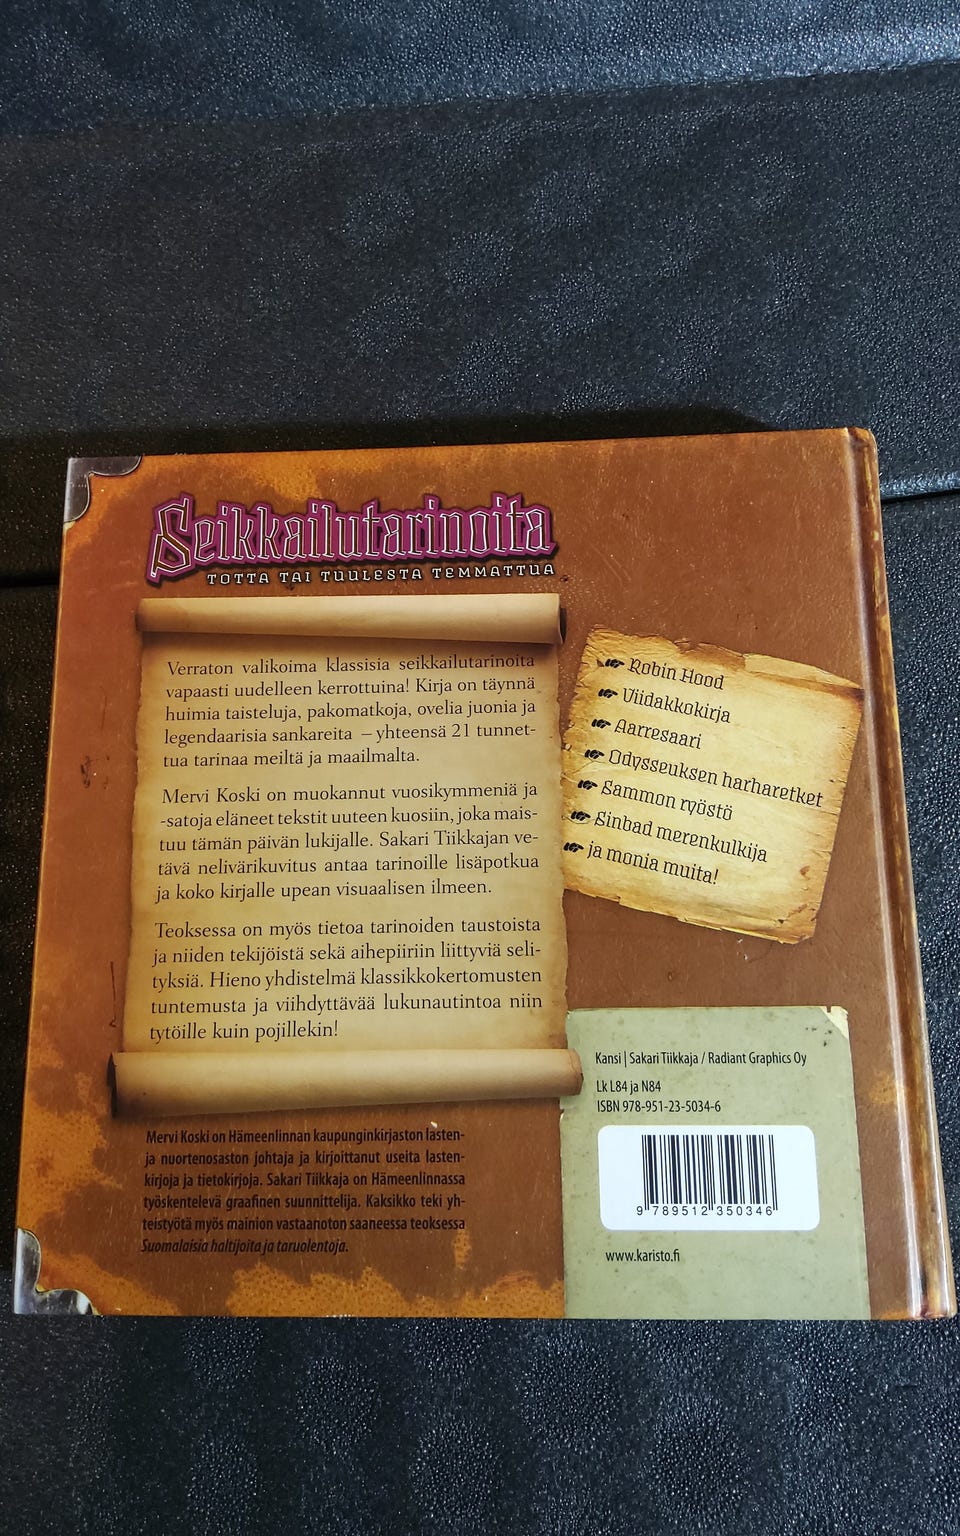 Seikkailutarinoita
TOTTA TAI TUULESTA TEMMATTUA
Verraton valikoima klassisia seikkailutarinoita
vapaasti uudelleen kerrottuina! Kirja on täynnä
huimia taisteluja, pakomatkoja, ovelia juonia ja
legendaarisia sankareita – yhteensä 21 tunnet-
tua tarinaa meiltä ja maailmalta.
Mervi Koski on muokannut vuosikymmeniä ja
-satoja eläneet tekstit uuteen kuosiin, joka mais-
tuu tämän päivän lukijalle. Sakari Tiikkajan ve-
tävä nelivärikuvitus antaa tarinoille lisäpotkua
ja koko kirjalle upean visuaalisen ilmeen.
Teoksessa on myös tietoa tarinoiden taustoista
ja niiden tekijöistä sekä aihepiiriin liittyviä seli-
tyksiä. Hieno yhdistelmä klassikkokertomusten
tuntemusta ja viihdyttävää lukunautintoa niin
tytöille kuin pojillekin!
Robin Hood
Viidakkokirja
Aarresaari
Odysseuksen harharetket
Sammon ryöstö
Sinbad merenkulkija
ja monia muita!
Mervi Koski on Hämeenlinnan kaupunginkirjaston lasten-
ja nuortenosaston johtaja ja kirjoittanut useita lasten-
kirjoja ja tietokirjoja. Sakari Tiikkaja on Hämeenlinnassa
työskentelevä graafinen suunnittelija. Kaksikko teki yh-
teistyötä myös mainion vastaanoton saaneessa teoksessa
Suomalaisia haltijoita ja taruolentoja.
Kansi | Sakari Tiikkaja / Radiant Graphics Oy
Lk L84 ja N84
ISBN 978-951-23-5034-6
9 789512 350346
www.karisto.fi